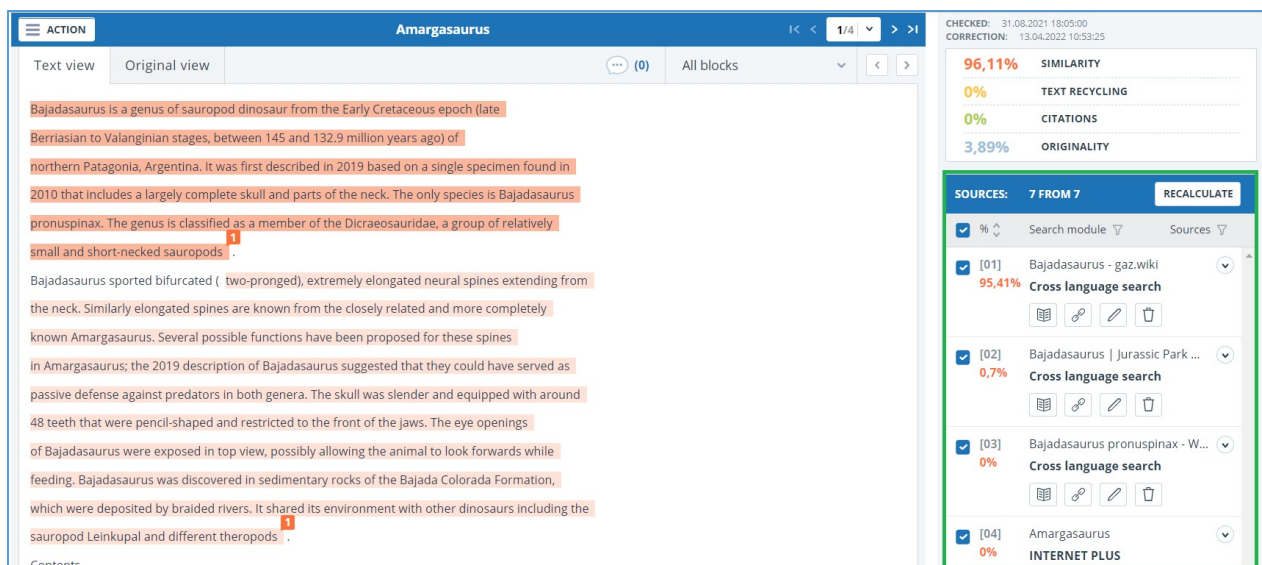 ACTION
Amargasaurus
1/4
Text view
Original view
(0)
All blocks
Bajadasaurus is a genus of sauropod dinosaur from the Early Cretaceous epoch (late
Berriasian to Valanginian stages, between 145 and 132.9 million years ago) of
northern Patagonia, Argentina. It was first described in 2019 based on a single specimen found in
2010 that includes a largely complete skull and parts of the neck. The only species is Bajadasaurus
pronuspinax. The genus is classified as a member of the Dicraeosauridae, a group of relatively
1
small and short-necked sauropods .
Bajadasaurus sported bifurcated ( two-pronged), extremely elongated neural spines extending from
the neck. Similarly elongated spines are known from the closely related and more completely
known Amargasaurus. Several possible functions have been proposed for these spines
in Amargasaurus; the 2019 description of Bajadasaurus suggested that they could have served as
passive defense against predators in both genera. The skull was slender and equipped with around
48 teeth that were pencil-shaped and restricted to the front of the jaws. The eye openings
of Bajadasaurus were exposed in top view, possibly allowing the animal to look forwards while
feeding. Bajadasaurus was discovered in sedimentary rocks of the Bajada Colorada Formation,
which were deposited by braided rivers. It shared its environment with other dinosaurs including the
1
sauropod Leinkupal and different theropods .
Contents
CHECKED: 31.08.2021 18:05:00
CORRECTION: 13.04.2022 10:53:25
96,11% SIMILARITY
0% TEXT RECYCLING
0% CITATIONS
3,89% ORIGINALITY
SOURCES: 7 FROM 7 RECALCULATE
% Search module Sources
[01] Bajadasaurus - gaz.wiki
95,41% Cross language search
[02] Bajadasaurus | Jurassic Park ...
0,7% Cross language search
[03] Bajadasaurus pronuspinax - W...
0% Cross language search
[04] Amargasaurus
0% INTERNET PLUS